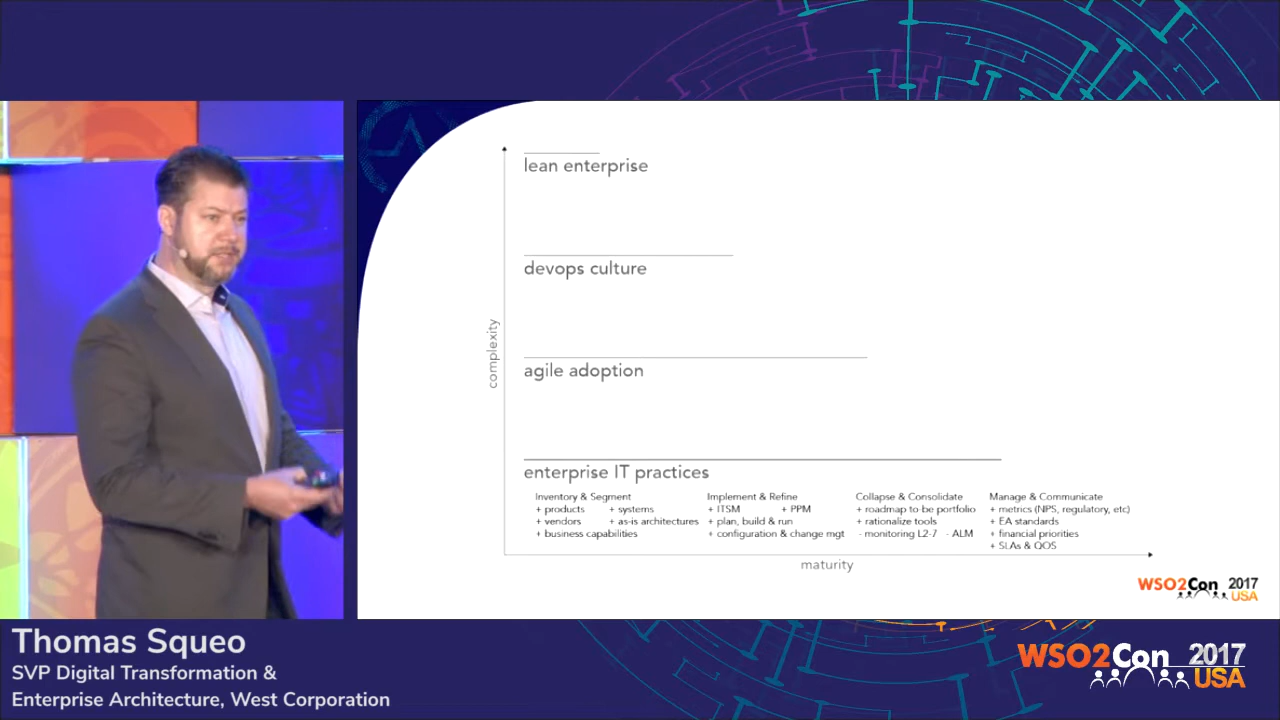 lean enterprise
devops culture
complexity
agile adoption
enterprise IT practices
Inventory & Segment
+ products + systems
+ vendors + as-is architectures
+ business capabilities
Implement & Refine
+ ITSM + PPM
+ plan, build & run
+ configuration & change mgt
Collapse & Consolidate
+ roadmap to-be portfolio
+ rationalize tools
- monitoring L2-7 - ALM
Manage & Communicate
+ metrics (NPS, regulatory, etc)
+ EA standards
+ financial priorities
+ SLAs & QOS
maturity
WSO2Con 2017
USA
Thomas Squeo
SVP Digital Transformation &
Enterprise Architecture, West Corporation
WSO2Con 2017
USA